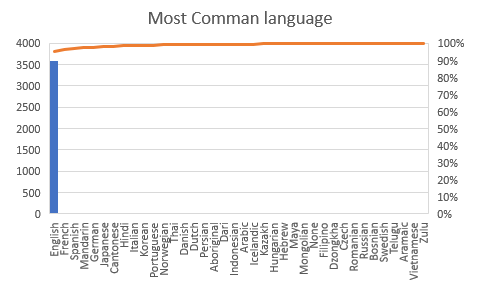 Most Comman language
4000
3500
3000
2500
2000
1500
1000
500
0
100%
90%
80%
70%
60%
50%
40%
30%
20%
10%
0%
English
French
Spanish
Mandarin
German
Japanese
Cantonese
Hindi
Italian
Korean
Portuguese
Norwegian
Thai
Danish
Dutch
Persian
Aboriginal
Dari
Indonesian
Arabic
Icelandic
Kazakh
Hungarian
Hebrew
Maya
Mongolian
None
Filipino
Dzongkha
Czech
Romanian
Russian
Bosnian
Swedish
Telugu
Aramaic
Vietnamese
Zulu